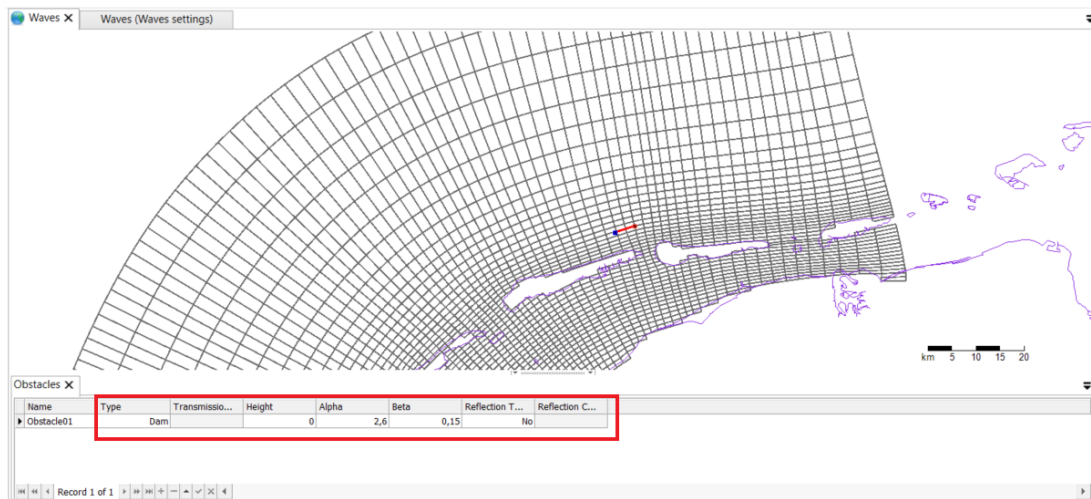 Waves X Waves (Waves settings)
km 5 10 15 20
Obstacles X
Name Type Transmissio... Height Alpha Beta Reflection T... Reflection C...
Obstacle01 Dam 0 2,6 0,15 No
Record 1 of 1